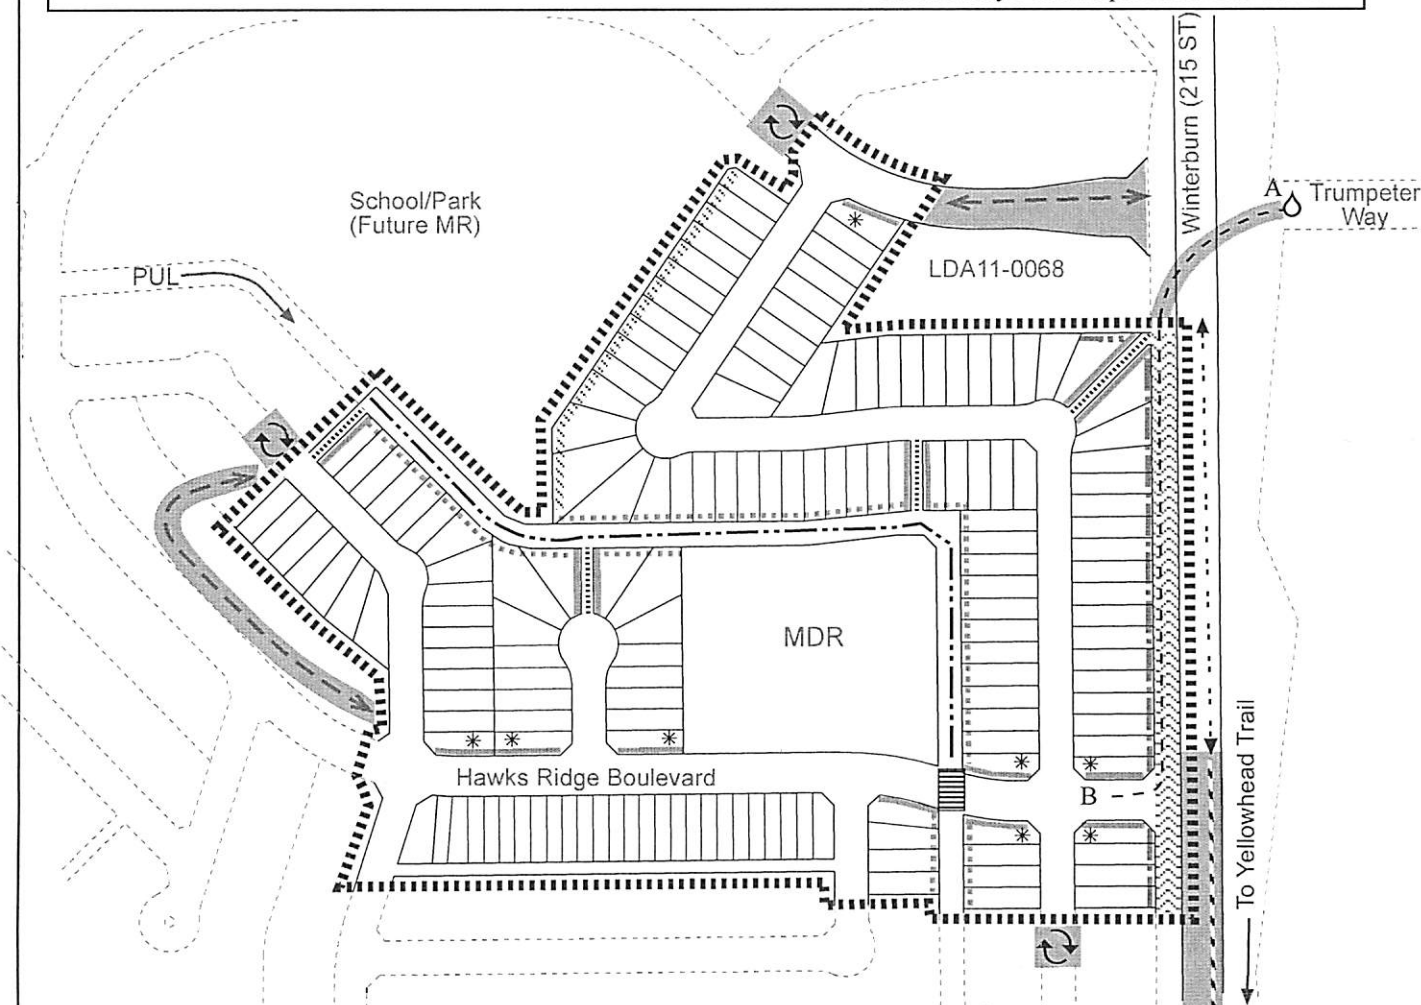 Winterburn (215 ST)
A
Trumpeter
Way
School/Park
(Future MR)
LDA11-0068
PUL
MDR
Hawks Ridge Boulevard
B
To Yellowhead Trail